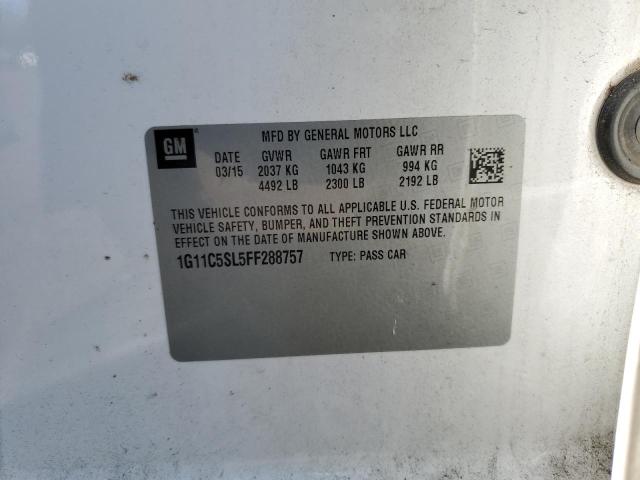 GM
MFD BY GENERAL MOTORS LLC
DATE GVWR GAWR FRT GAWR RR
03/15 2037 KG 1043 KG 994 KG
4492 LB 2300 LB 2192 LB
THIS VEHICLE CONFORMS TO ALL APPLICABLE U.S. FEDERAL MOTOR
VEHICLE SAFETY, BUMPER, AND THEFT PREVENTION STANDARDS IN
EFFECT ON THE DATE OF MANUFACTURE SHOWN ABOVE.
1G11C5SL5FF288757 TYPE: PASS CAR